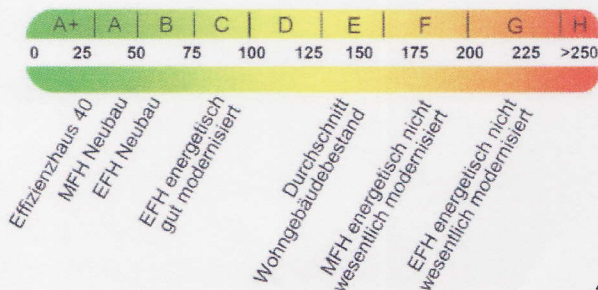 A+ A B C D E F G H
0 25 50 75 100 125 150 175 200 225 >250
Effizienzhaus 40
MFH Neubau
EFH Neubau
EFH energetisch
gut modernisiert
Durchschnitt
Wohngebäudebestand
MFH energetisch nicht
wesentlich modernisiert
EFH energetisch nicht
wesentlich modernisiert